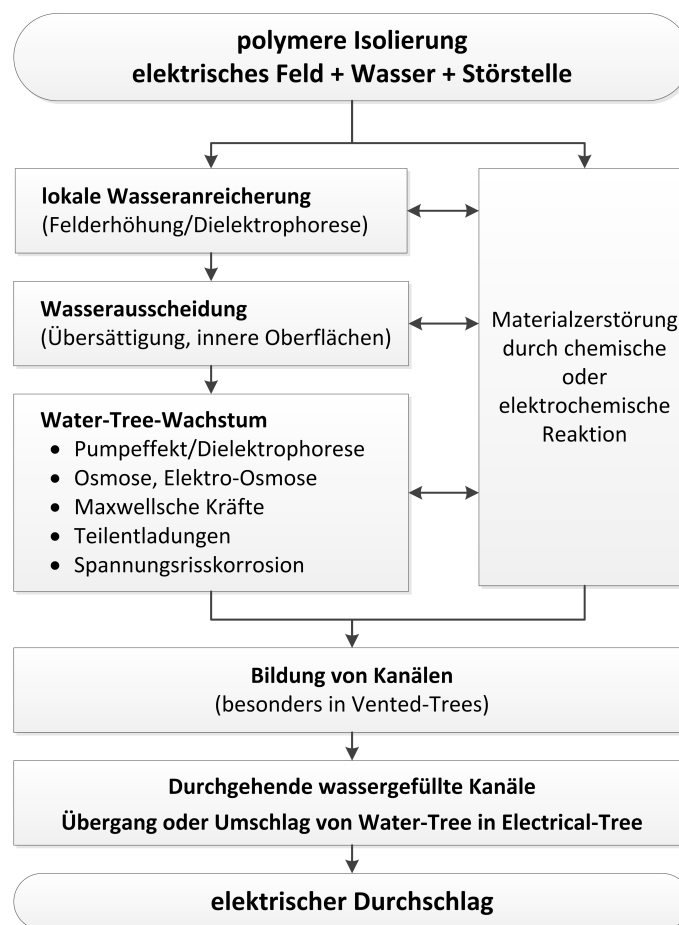 polymere Isolierung
elektrisches Feld + Wasser + Störstelle
lokale Wasseranreicherung
(Felderhöhung/Dielektrophorese)
Wasserausscheidung
(Übersättigung, innere Oberflächen)
Water-Tree-Wachstum
• Pumpeffekt/Dielektrophorese
• Osmose, Elektro-Osmose
• Maxwellsche Kräfte
• Teilentladungen
• Spannungsrisskorrosion
Materialzerstörung
durch chemische
oder
elektrochemische
Reaktion
Bildung von Kanälen
(besonders in Vented-Trees)
Durchgehende wassergefüllte Kanäle
Übergang oder Umschlag von Water-Tree in Electrical-Tree
elektrischer Durchschlag